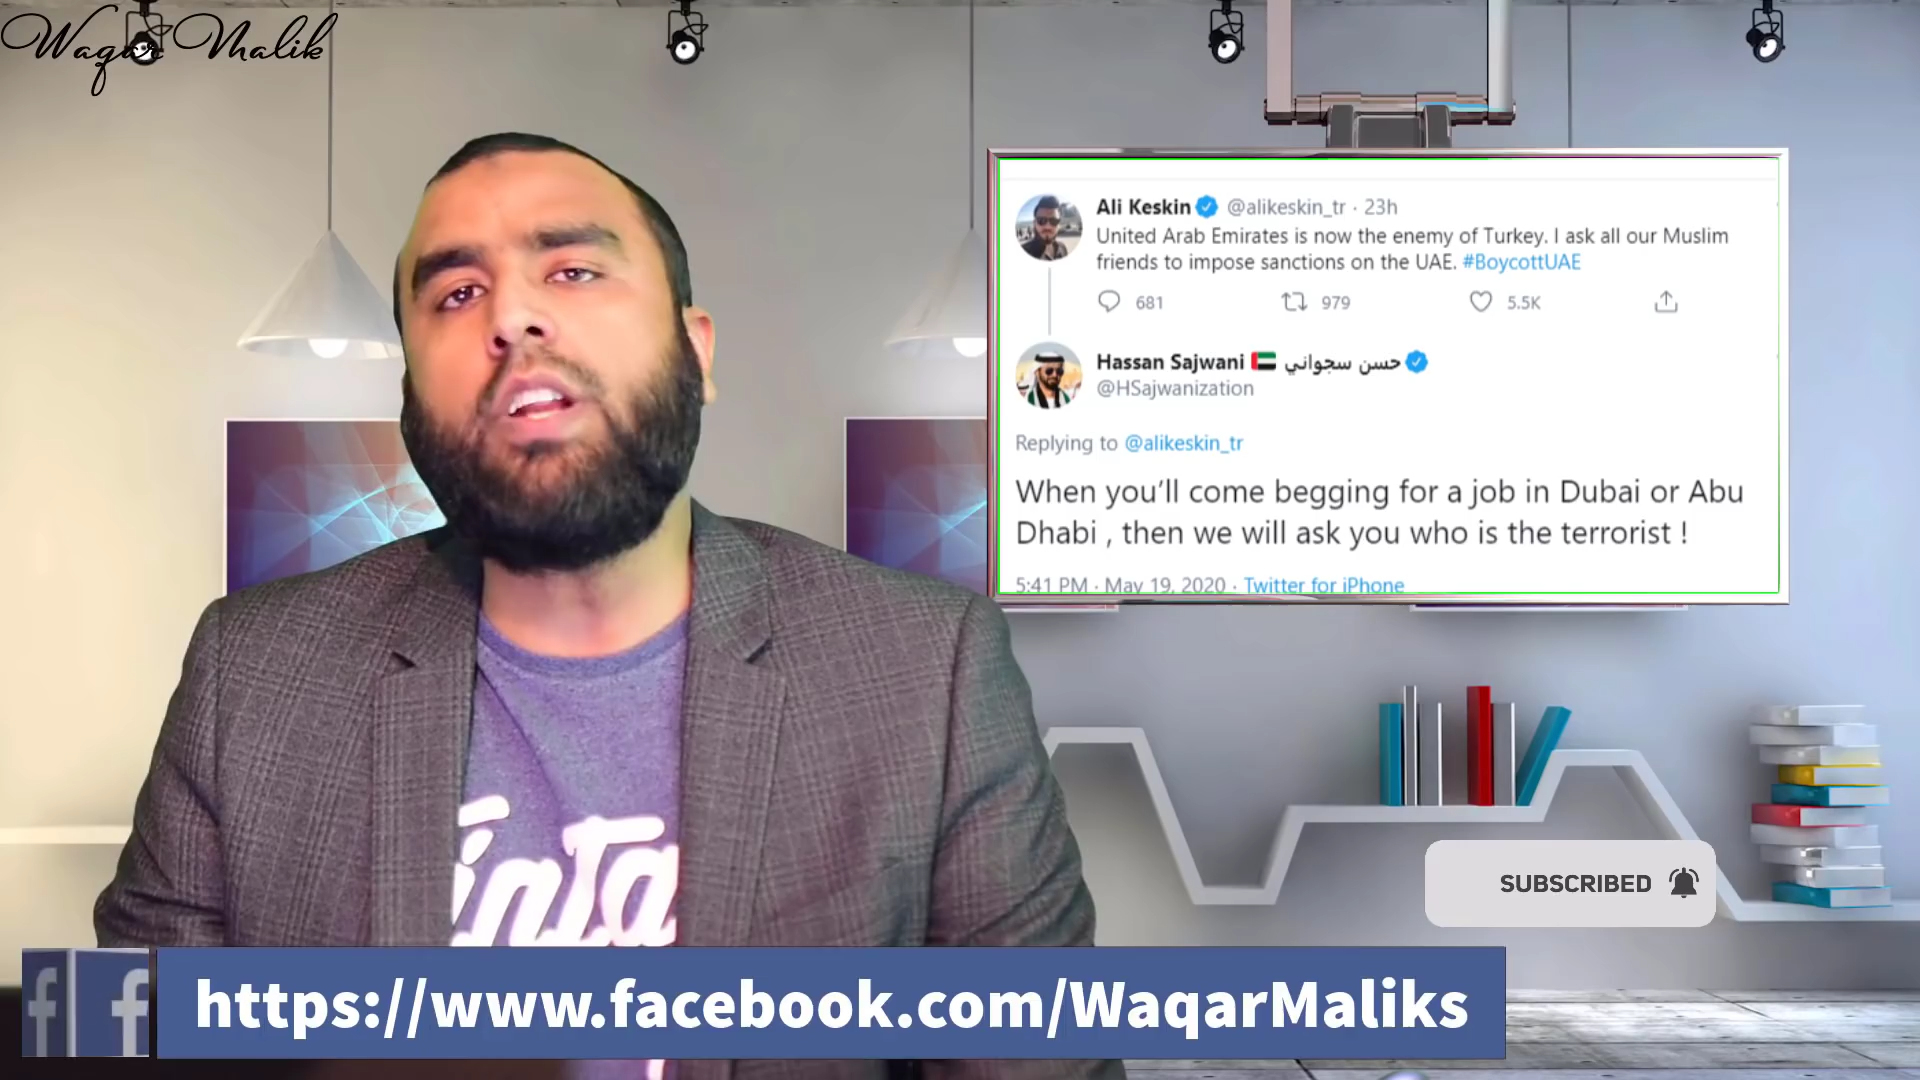 Waqar Malik
Ali Keskin @alikeskin_tr · 23h
United Arab Emirates is now the enemy of Turkey. I ask all our Muslim
friends to impose sanctions on the UAE. #BoycottUAE
681 979 5.5K
Hassan Sajwani حسن سجواني
@HSajwanization
Replying to @alikeskin_tr
When you'll come begging for a job in Dubai or Abu
Dhabi , then we will ask you who is the terrorist !
5:41 PM · May 19, 2020 · Twitter for iPhone
SUBSCRIBED
https://www.facebook.com/WaqarMaliks